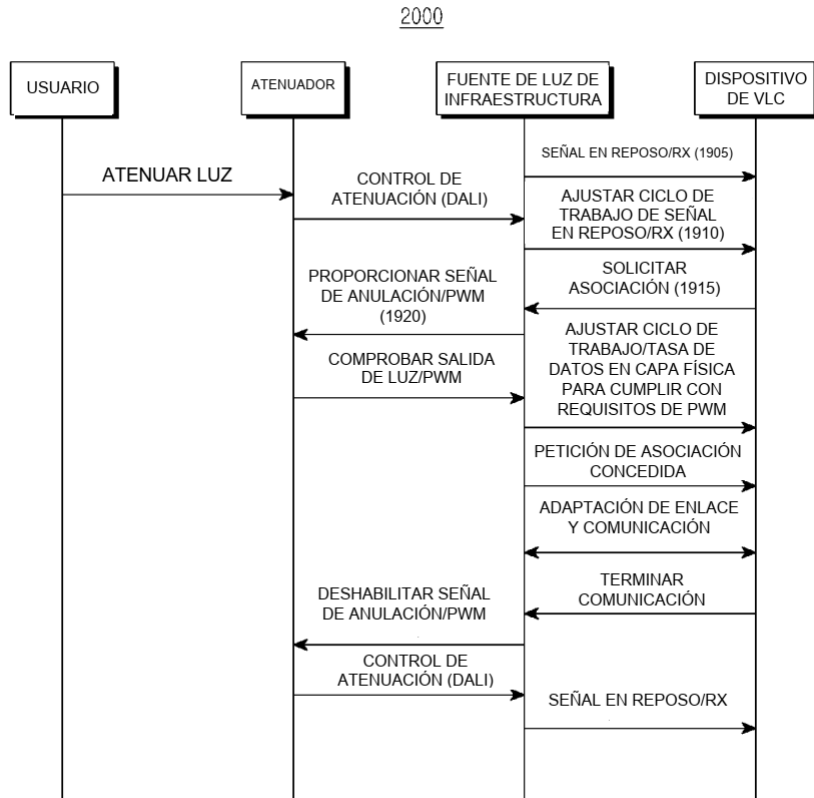 2000
USUARIO
ATENUADOR
FUENTE DE LUZ DE
INFRAESTRUCTURA
DISPOSITIVO
DE VLC
SEÑAL EN REPOSO/RX (1905)
ATENUAR LUZ
CONTROL DE
ATENUACIÓN (DALI)
AJUSTAR CICLO DE
TRABAJO DE SEÑAL
EN REPOSO/RX (1910)
SOLICITAR
ASOCIACIÓN (1915)
PROPORCIONAR SEÑAL
DE ANULACIÓN/PWM
(1920)
COMPROBAR SALIDA
DE LUZ/PWM
AJUSTAR CICLO DE
TRABAJO/TASA DE
DATOS EN CAPA FÍSICA
PARA CUMPLIR CON
REQUISITOS DE PWM
PETICIÓN DE ASOCIACIÓN
CONCEDIDA
ADAPTACIÓN DE ENLACE
Y COMUNICACIÓN
TERMINAR
COMUNICACIÓN
DESHABILITAR SEÑAL
DE ANULACIÓN/PWM
CONTROL DE
ATENUACIÓN (DALI)
SEÑAL EN REPOSO/RX